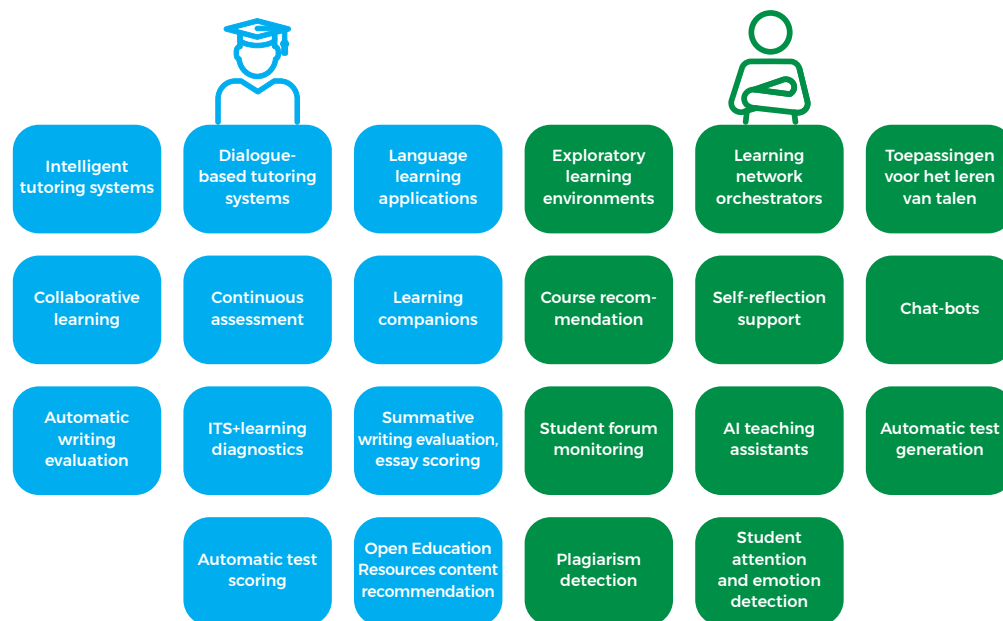 Intelligent
tutoring systems
Dialogue-
based tutoring
systems
Language
learning
applications
Exploratory
learning
environments
Learning
network
orchestrators
Toepassingen
voor het leren
van talen
Collaborative
learning
Continuous
assessment
Learning
companions
Course recom-
mendation
Self-reflection
support
Chat-bots
Automatic
writing
evaluation
ITS+learning
diagnostics
Summative
writing evaluation,
essay scoring
Student forum
monitoring
AI teaching
assistants
Automatic test
generation
Automatic test
scoring
Open Education
Resources content
recommendation
Plagiarism
detection
Student
attention
and emotion
detection